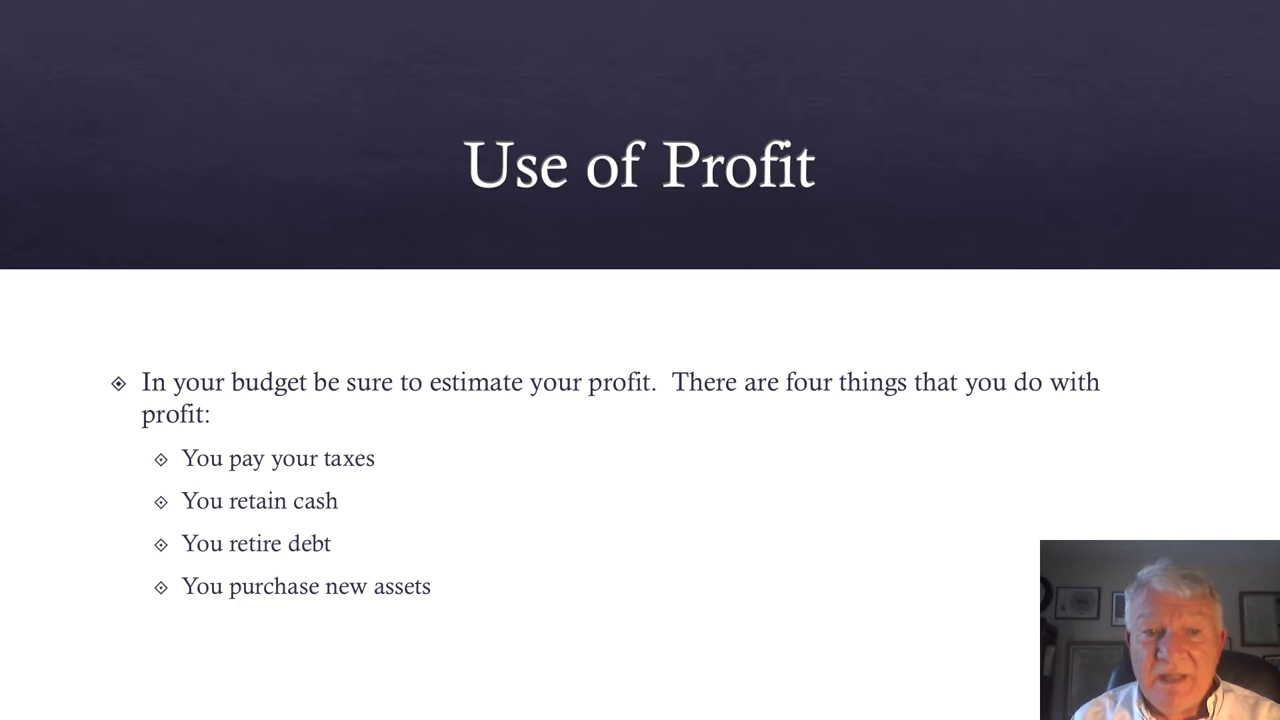 Use of Profit
In your budget be sure to estimate your profit.  There are four things that you do with
profit:
You pay your taxes
You retain cash
You retire debt
You purchase new assets